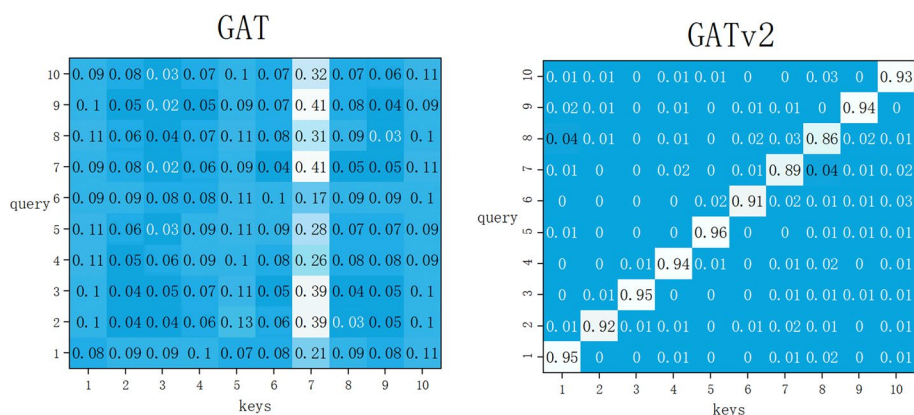 GAT
10 0.09 0.08 0.03 0.07 0.1 0.07 0.32 0.07 0.06 0.11
9 0.1 0.05 0.02 0.05 0.09 0.07 0.41 0.08 0.04 0.09
8 0.11 0.06 0.04 0.07 0.11 0.08 0.31 0.09 0.03 0.1
7 0.09 0.08 0.02 0.06 0.09 0.04 0.41 0.05 0.05 0.11
query 6 0.09 0.09 0.08 0.08 0.11 0.1 0.17 0.09 0.09 0.1
5 0.11 0.06 0.03 0.09 0.11 0.09 0.28 0.07 0.07 0.09
4 0.11 0.05 0.06 0.09 0.1 0.08 0.26 0.08 0.08 0.09
3 0.1 0.04 0.05 0.07 0.11 0.05 0.39 0.04 0.05 0.1
2 0.1 0.04 0.04 0.06 0.13 0.06 0.39 0.03 0.05 0.1
1 0.08 0.09 0.09 0.1 0.07 0.08 0.21 0.09 0.08 0.11
1 2 3 4 5 6 7 8 9 10
keys
GATv2
10 0.01 0.01 0 0.01 0.01 0 0 0.03 0 0.93
9 0.02 0.01 0 0 0 0.01 0.01 0 0.94 0
8 0.04 0.01 0 0.01 0 0.02 0.03 0.86 0.02 0.01
7 0.01 0 0 0.02 0 0.01 0.89 0.04 0.01 0.02
6 0 0 0 0 0 0.91 0.02 0.01 0.01 0.03
query
5 0.01 0 0 0 0.96 0 0 0.01 0 0.01
4 0 0 0.01 0.94 0.01 0 0.01 0.02 0 0.01
3 0 0.01 0.95 0 0 0 0.01 0.01 0.01 0.01
2 0.01 0.92 0.01 0.01 0 0.01 0.02 0.01 0 0.01
1 0.95 0 0 0.01 0 0 0.01 0.02 0 0.01
1 2 3 4 5 6 7 8 9 10
keys